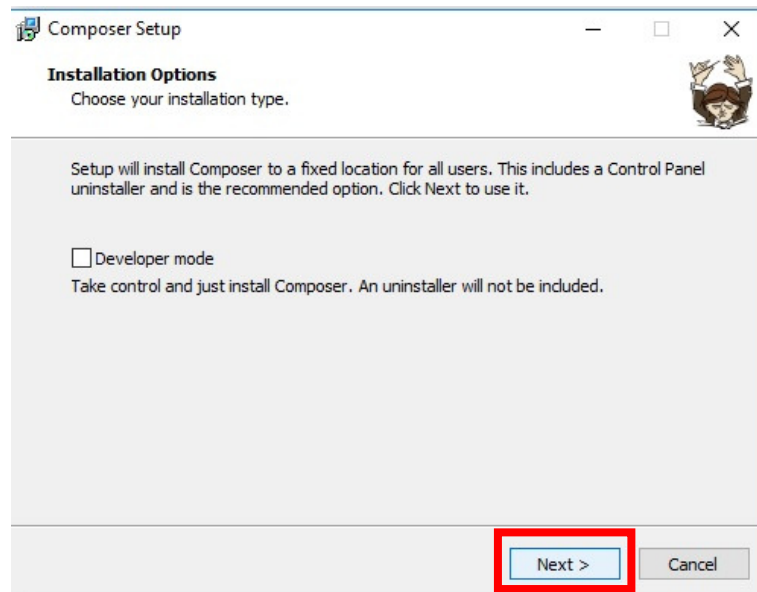 Composer Setup
Installation Options
Choose your installation type.
Setup will install Composer to a fixed location for all users. This includes a Control Panel
uninstaller and is the recommended option. Click Next to use it.
Developer mode
Take control and just install Composer. An uninstaller will not be included.
Next >
Cancel